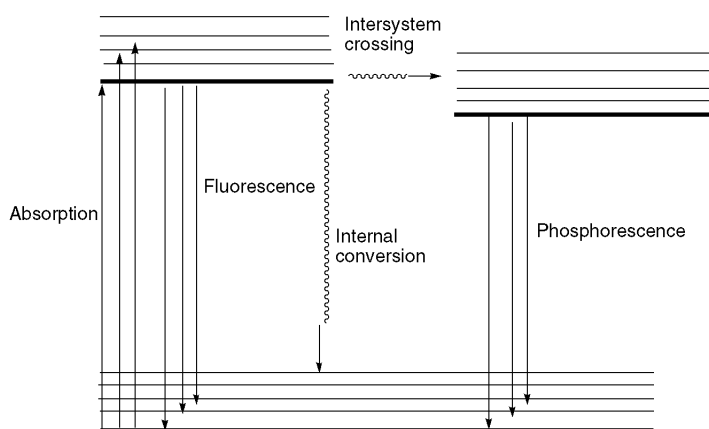 Intersystem
crossing
Fluorescence
Absorption
Internal
conversion
Phosphorescence